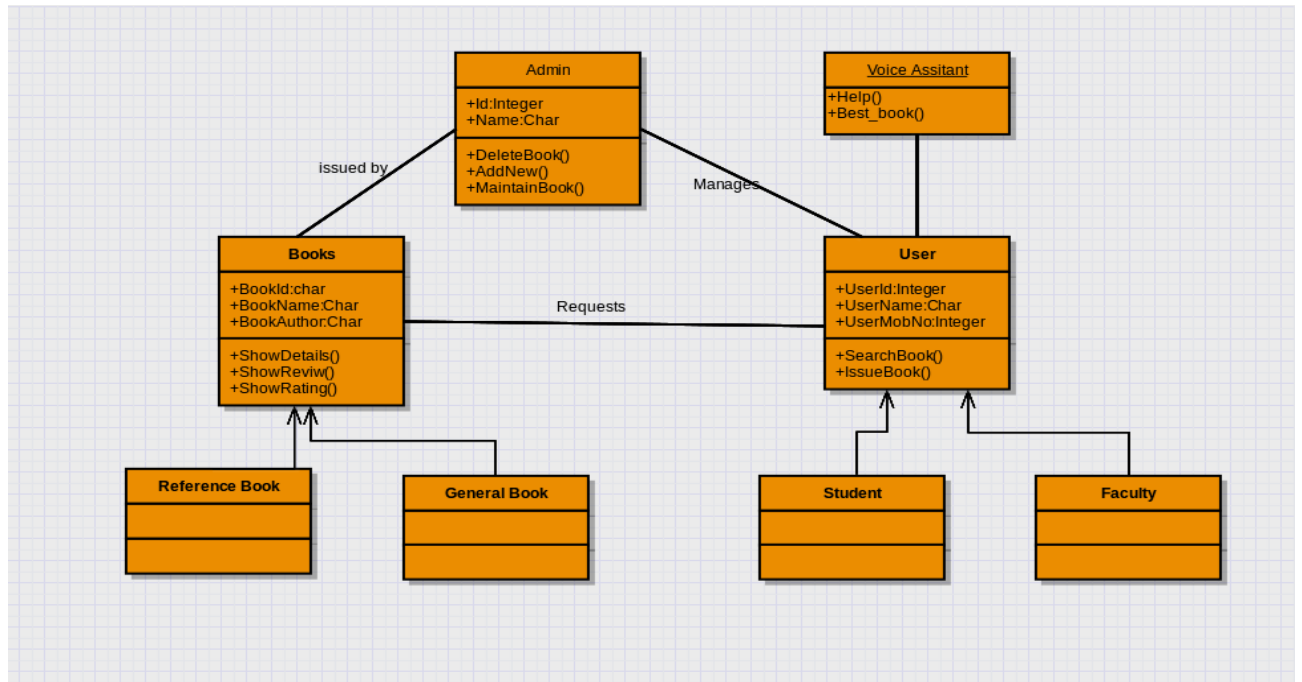 Admin
+Id:Integer
+Name:Char
+DeleteBook()
+AddNew()
+MaintainBook()
Voice Assitant
+Help()
+Best_book()
issued by
Manages
Books
+BookId:char
+BookName:Char
+BookAuthor:Char
+ShowDetails()
+ShowReviw()
+ShowRating()
Requests
User
+UserId:Integer
+UserName:Char
+UserMobNo:Integer
+SearchBook()
+IssueBook()
Reference Book
General Book
Student
Faculty